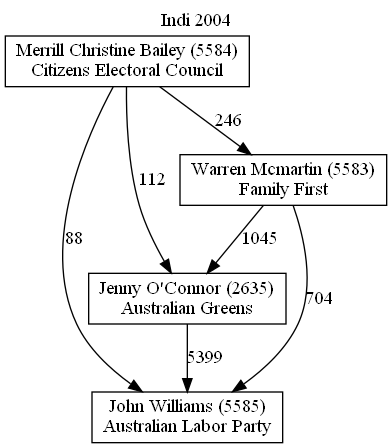 Indi 2004
Merrill Christine Bailey (5584)
Citizens Electoral Council
246
Warren Mcmartin (5583)
Family First
112
88
1045
Jenny O'Connor (2635)
Australian Greens
704
5399
John Williams (5585)
Australian Labor Party